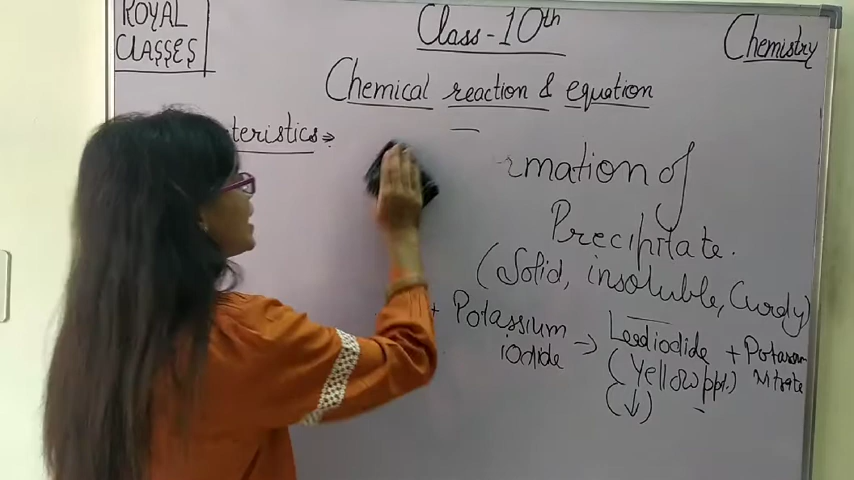 ROYAL
CLASSES
Class-10th
Chemistry
Chemical reaction & equation
teristics⇒
rmation of
Precipitate.
(Solid, insoluble, Curdy)
+ Potassium iodide → Leadiodide + Potassium Nitrate
(Yellow ppt.)
(↓)